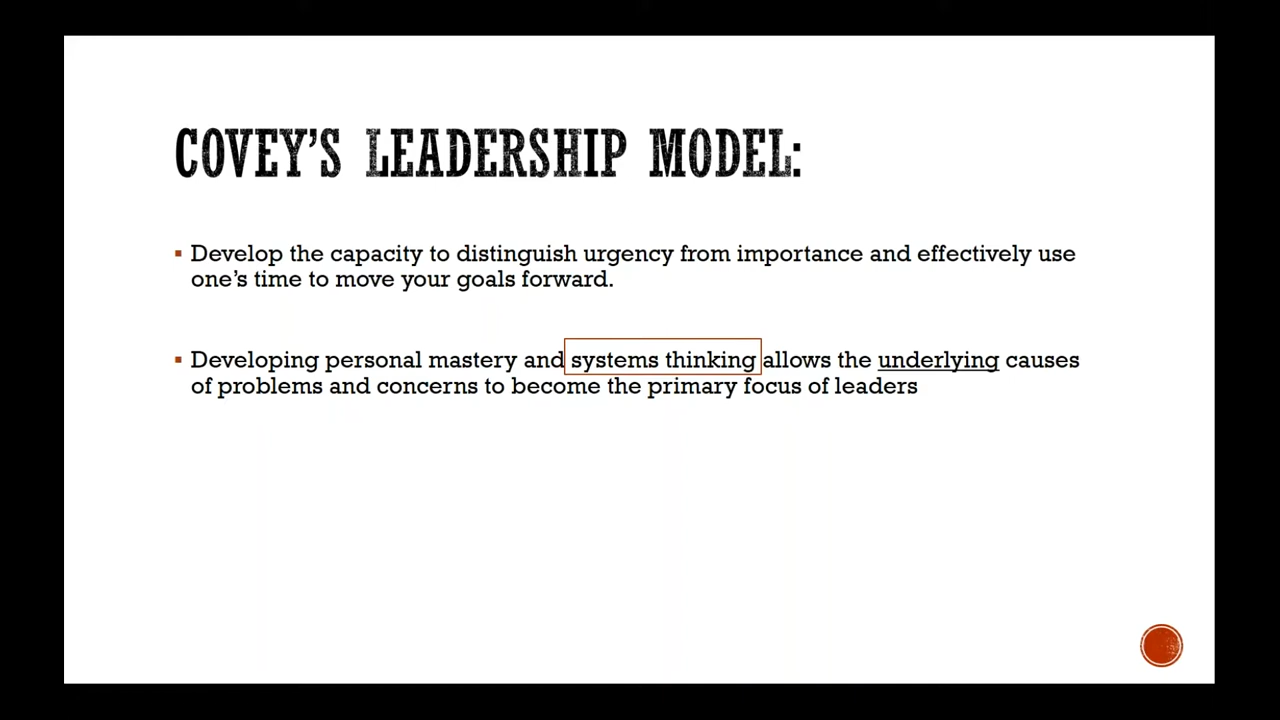 COVEY'S LEADERSHIP MODEL:
▪ Develop the capacity to distinguish urgency from importance and effectively use
one's time to move your goals forward.
▪ Developing personal mastery and systems thinking allows the underlying causes
of problems and concerns to become the primary focus of leaders